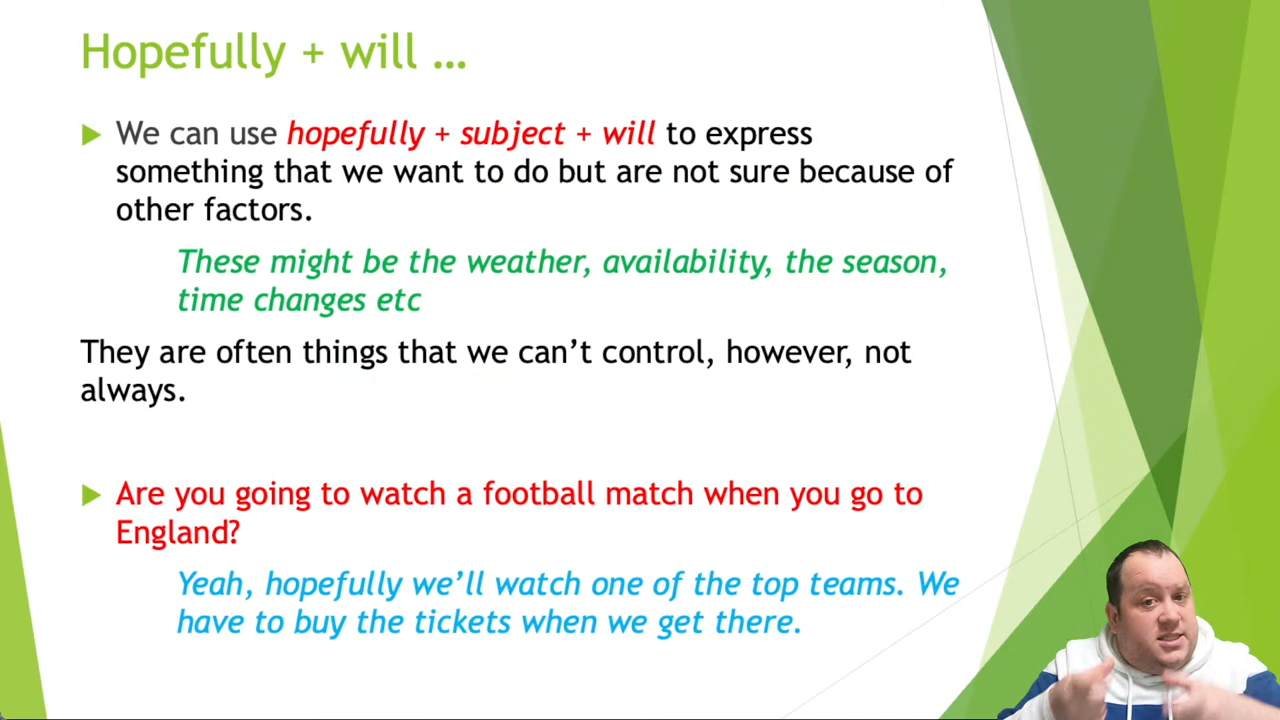 Hopefully + will …
We can use hopefully + subject + will to express
something that we want to do but are not sure because of
other factors.
These might be the weather, availability, the season,
time changes etc
They are often things that we can’t control, however, not
always.
Are you going to watch a football match when you go to
England?
Yeah, hopefully we’ll watch one of the top teams. We
have to buy the tickets when we get there.